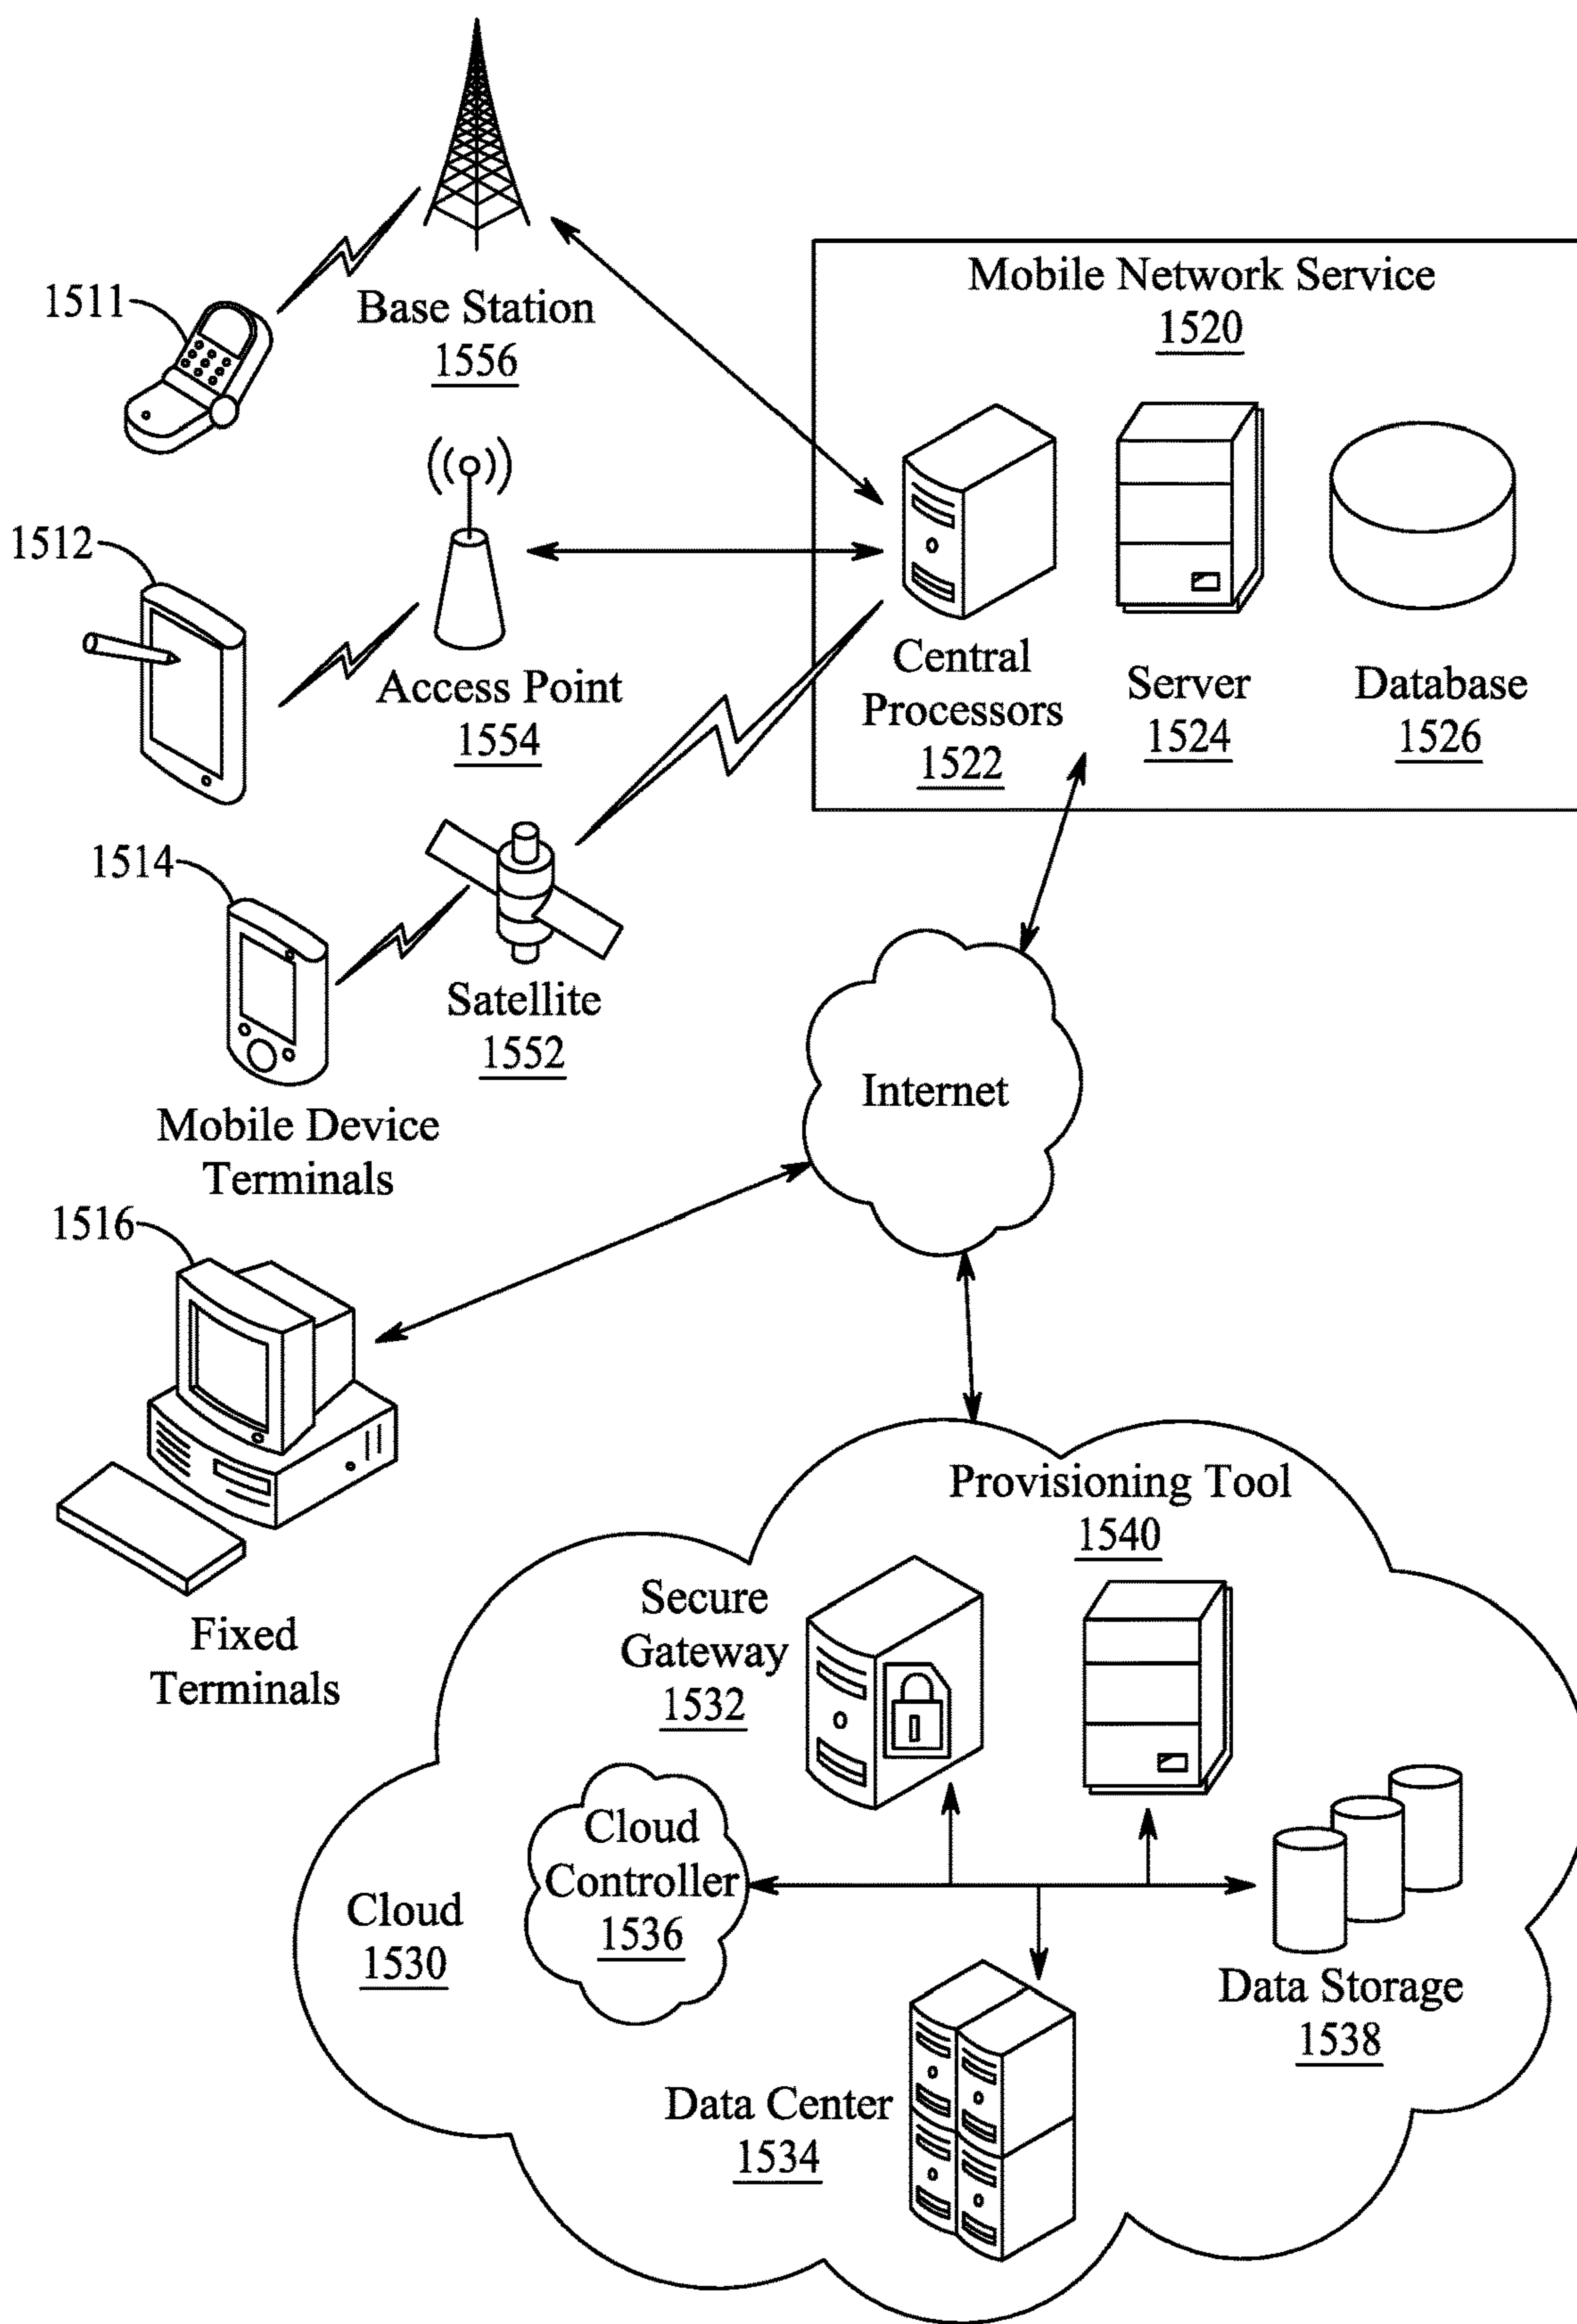 1511
Base Station
1556
Mobile Network Service
1520
1512
Access Point
1554
Central
Processors
1522
Server
1524
Database
1526
1514
Satellite
1552
Mobile Device
Terminals
Internet
1516
Fixed
Terminals
Provisioning Tool
1540
Secure
Gateway
1532
Cloud
Controller
1536
Cloud
1530
Data Storage
1538
Data Center
1534